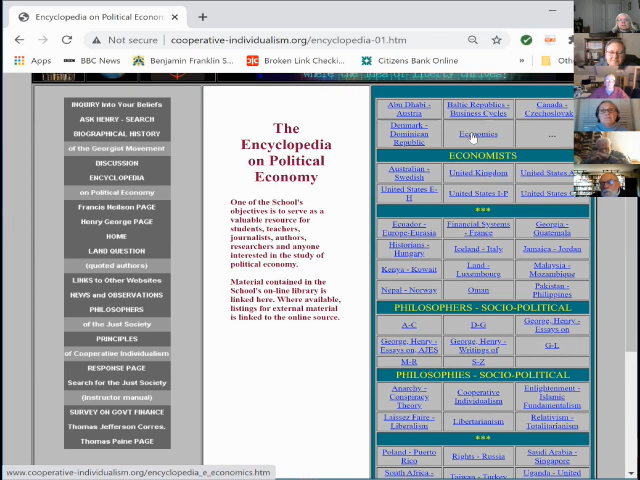 Encyclopedia on Political Econom
Not secure | cooperative-individualism.org/encyclopedia-01.htm
Apps
BBC News
Benjamin Franklin S...
Broken Link Checki...
Citizens Bank Online
where the idea of liberty thrives!
INQUIRY Into Your Beliefs
ASK HENRY - SEARCH
BIOGRAPHICAL HISTORY
of the Georgist Movement
DISCUSSION
ENCYCLOPEDIA
on Political Economy
Francis Neilson PAGE
Henry George PAGE
HOME
LAND QUESTION
(quoted authors)
LINKS to Other Websites
NEWS and OBSERVATIONS
PHILOSOPHERS
of the Just Society
PRINCIPLES
of Cooperative Individualism
RESPONSE PAGE
Search for the Just Society
(instructor manual)
SURVEY ON GOVT FINANCE
Thomas Jefferson Corres.
Thomas Paine PAGE
The
Encyclopedia
on Political
Economy
One of the School's
objectives is to serve as a
valuable resource for
students, teachers,
journalists, authors,
researchers and anyone
interested in the study of
political economy.
Material contained in the
School's on-line library is
linked here. Where available,
listings for external material
is linked to the online source.
Abu Dhabi -
Austria
Baltic Republics -
Business Cycles
Canada -
Czechoslovak
Denmark -
Dominican
Republic
Economics
...
ECONOMISTS
Australian -
Swedish
United Kingdom
United States A
United States E-
H
United States I-P
United States
***
Ecuador -
Europe-Eurasia
Financial Systems
- France
Georgia -
Guatemala
Historians -
Hungary
Iceland - Italy
Jamaica - Jordan
Kenya - Kuwait
Land -
Luxembourg
Malaysia -
Mozambique
Nepal - Norway
Oman
Pakistan -
Philippines
PHILOSOPHERS - SOCIO-POLITICAL
A-C
D-G
George, Henry -
Essays on
George, Henry -
Essays on, AJES
George, Henry -
Writings of
G-L
M-R
S-Z
PHILOSOPHIES - SOCIO-POLITICAL
Anarchy -
Conspiracy
Theory
Cooperative
Individualism
Enlightenment -
Islamic
Fundamentalism
Laissez Faire -
Liberalism
Libertarianism
Relativism -
Totalitarianism
***
Poland - Puerto
Rico
Rights - Russia
Saudi Arabia -
Singapore
South Africa -
Taiwan - Turkey
Uganda - United
www.cooperative-individualism.org/encyclopedia_e_economics.htm